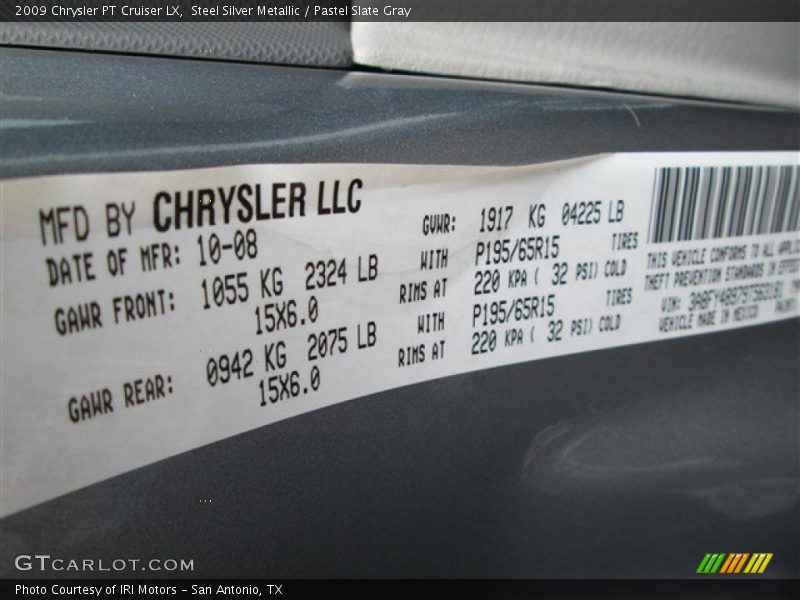 2009 Chrysler PT Cruiser LX, Steel Silver Metallic / Pastel Slate Gray
MFD BY CHRYSLER LLC
DATE OF MFR: 10-08
GAWR FRONT: 1055 KG 2324 LB
15X6.0
GAWR REAR: 0942 KG 2075 LB
15X6.0
GVWR: 1917 KG 04225 LB
WITH P195/65R15 TIRES
RIMS AT 220 KPA ( 32 PSI) COLD
WITH P195/65R15 TIRES
RIMS AT 220 KPA ( 32 PSI) COLD
THIS VEHICLE CONFORMS TO ALL
THEFT PREVENTION STANDARDS IN EFFECT
VIN:
VEHICLE MADE IN MEXICO
GTCARLOT.COM
Photo Courtesy of IRI Motors - San Antonio, TX